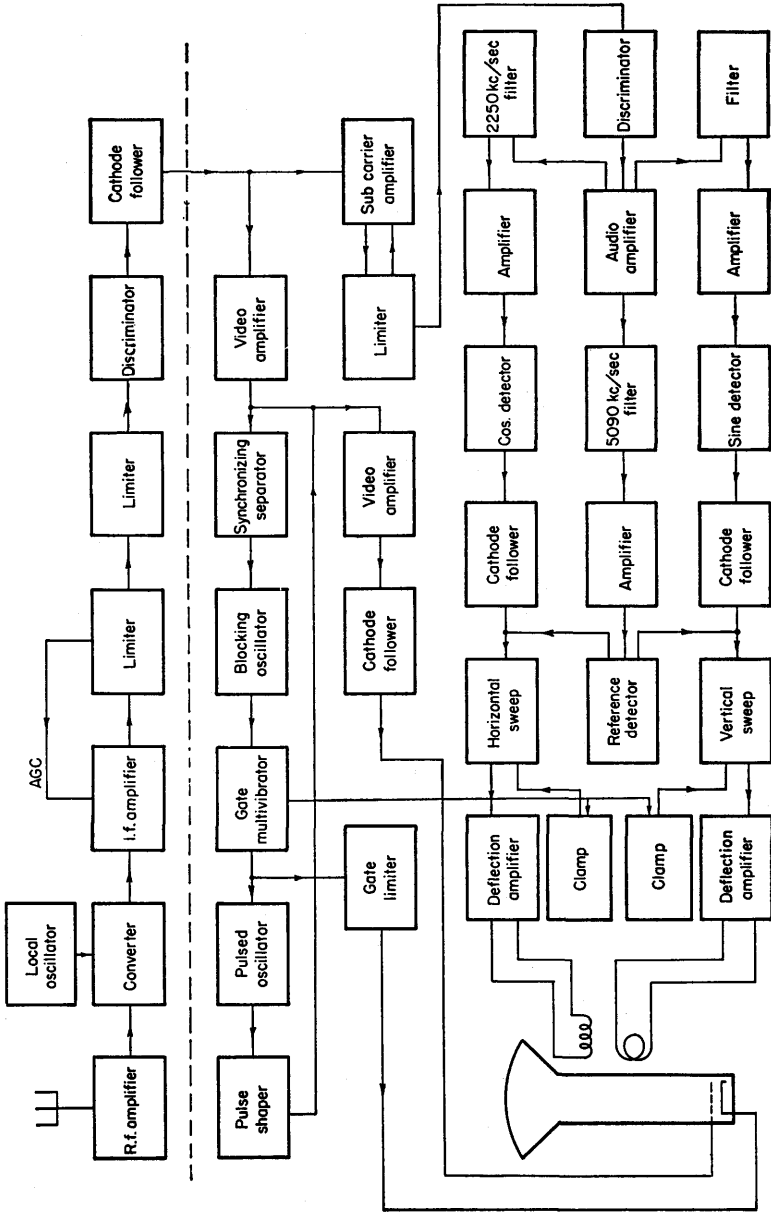 R.f. amplifier
Local
oscillator
Converter
I.f. amplifier
AGC
Limiter
Limiter
Discriminator
Cathode
follower
Pulse
shaper
Pulsed
oscillator
Gate
multivibrator
Blocking
oscillator
Synchronizing
separator
Video
amplifier
Gate
limiter
Cathode
follower
Video
amplifier
Limiter
Sub carrier
amplifier
Deflection
amplifier
Horizontal
sweep
Cathode
follower
Cos. detector
Amplifier
2250 kc/sec
filter
Clamp
Reference
detector
Amplifier
5090 kc/sec
filter
Audio
amplifier
Discriminator
Clamp
Deflection
amplifier
Vertical
sweep
Cathode
follower
Sine detector
Amplifier
Filter